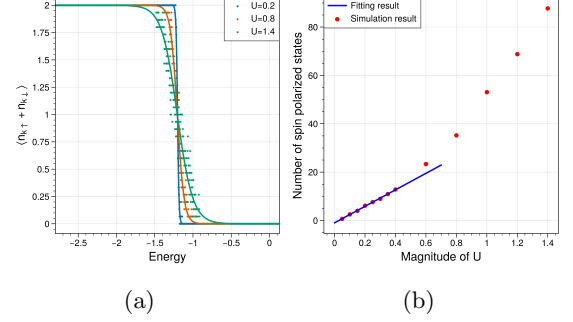 2
1.75
1.5
1.25
1
0.75
0.5
0.25
0
⟨n_{k↑} + n_{k↓}⟩
−2.5
−2
−1.5
−1
−0.5
0
Energy
U=0.2
U=0.8
U=1.4
(a)
Fitting result
Simulation result
Number of spin polarized states
80
60
40
20
0
0
0.2
0.4
0.6
0.8
1
1.2
1.4
Magnitude of U
(b)